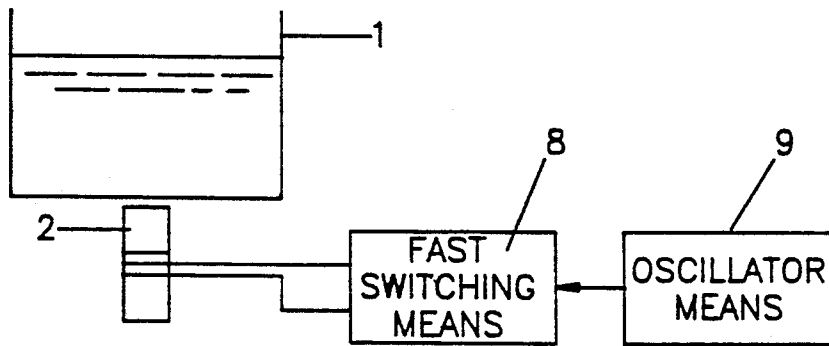 1
8
9
2
FAST
SWITCHING
MEANS
OSCILLATOR
MEANS